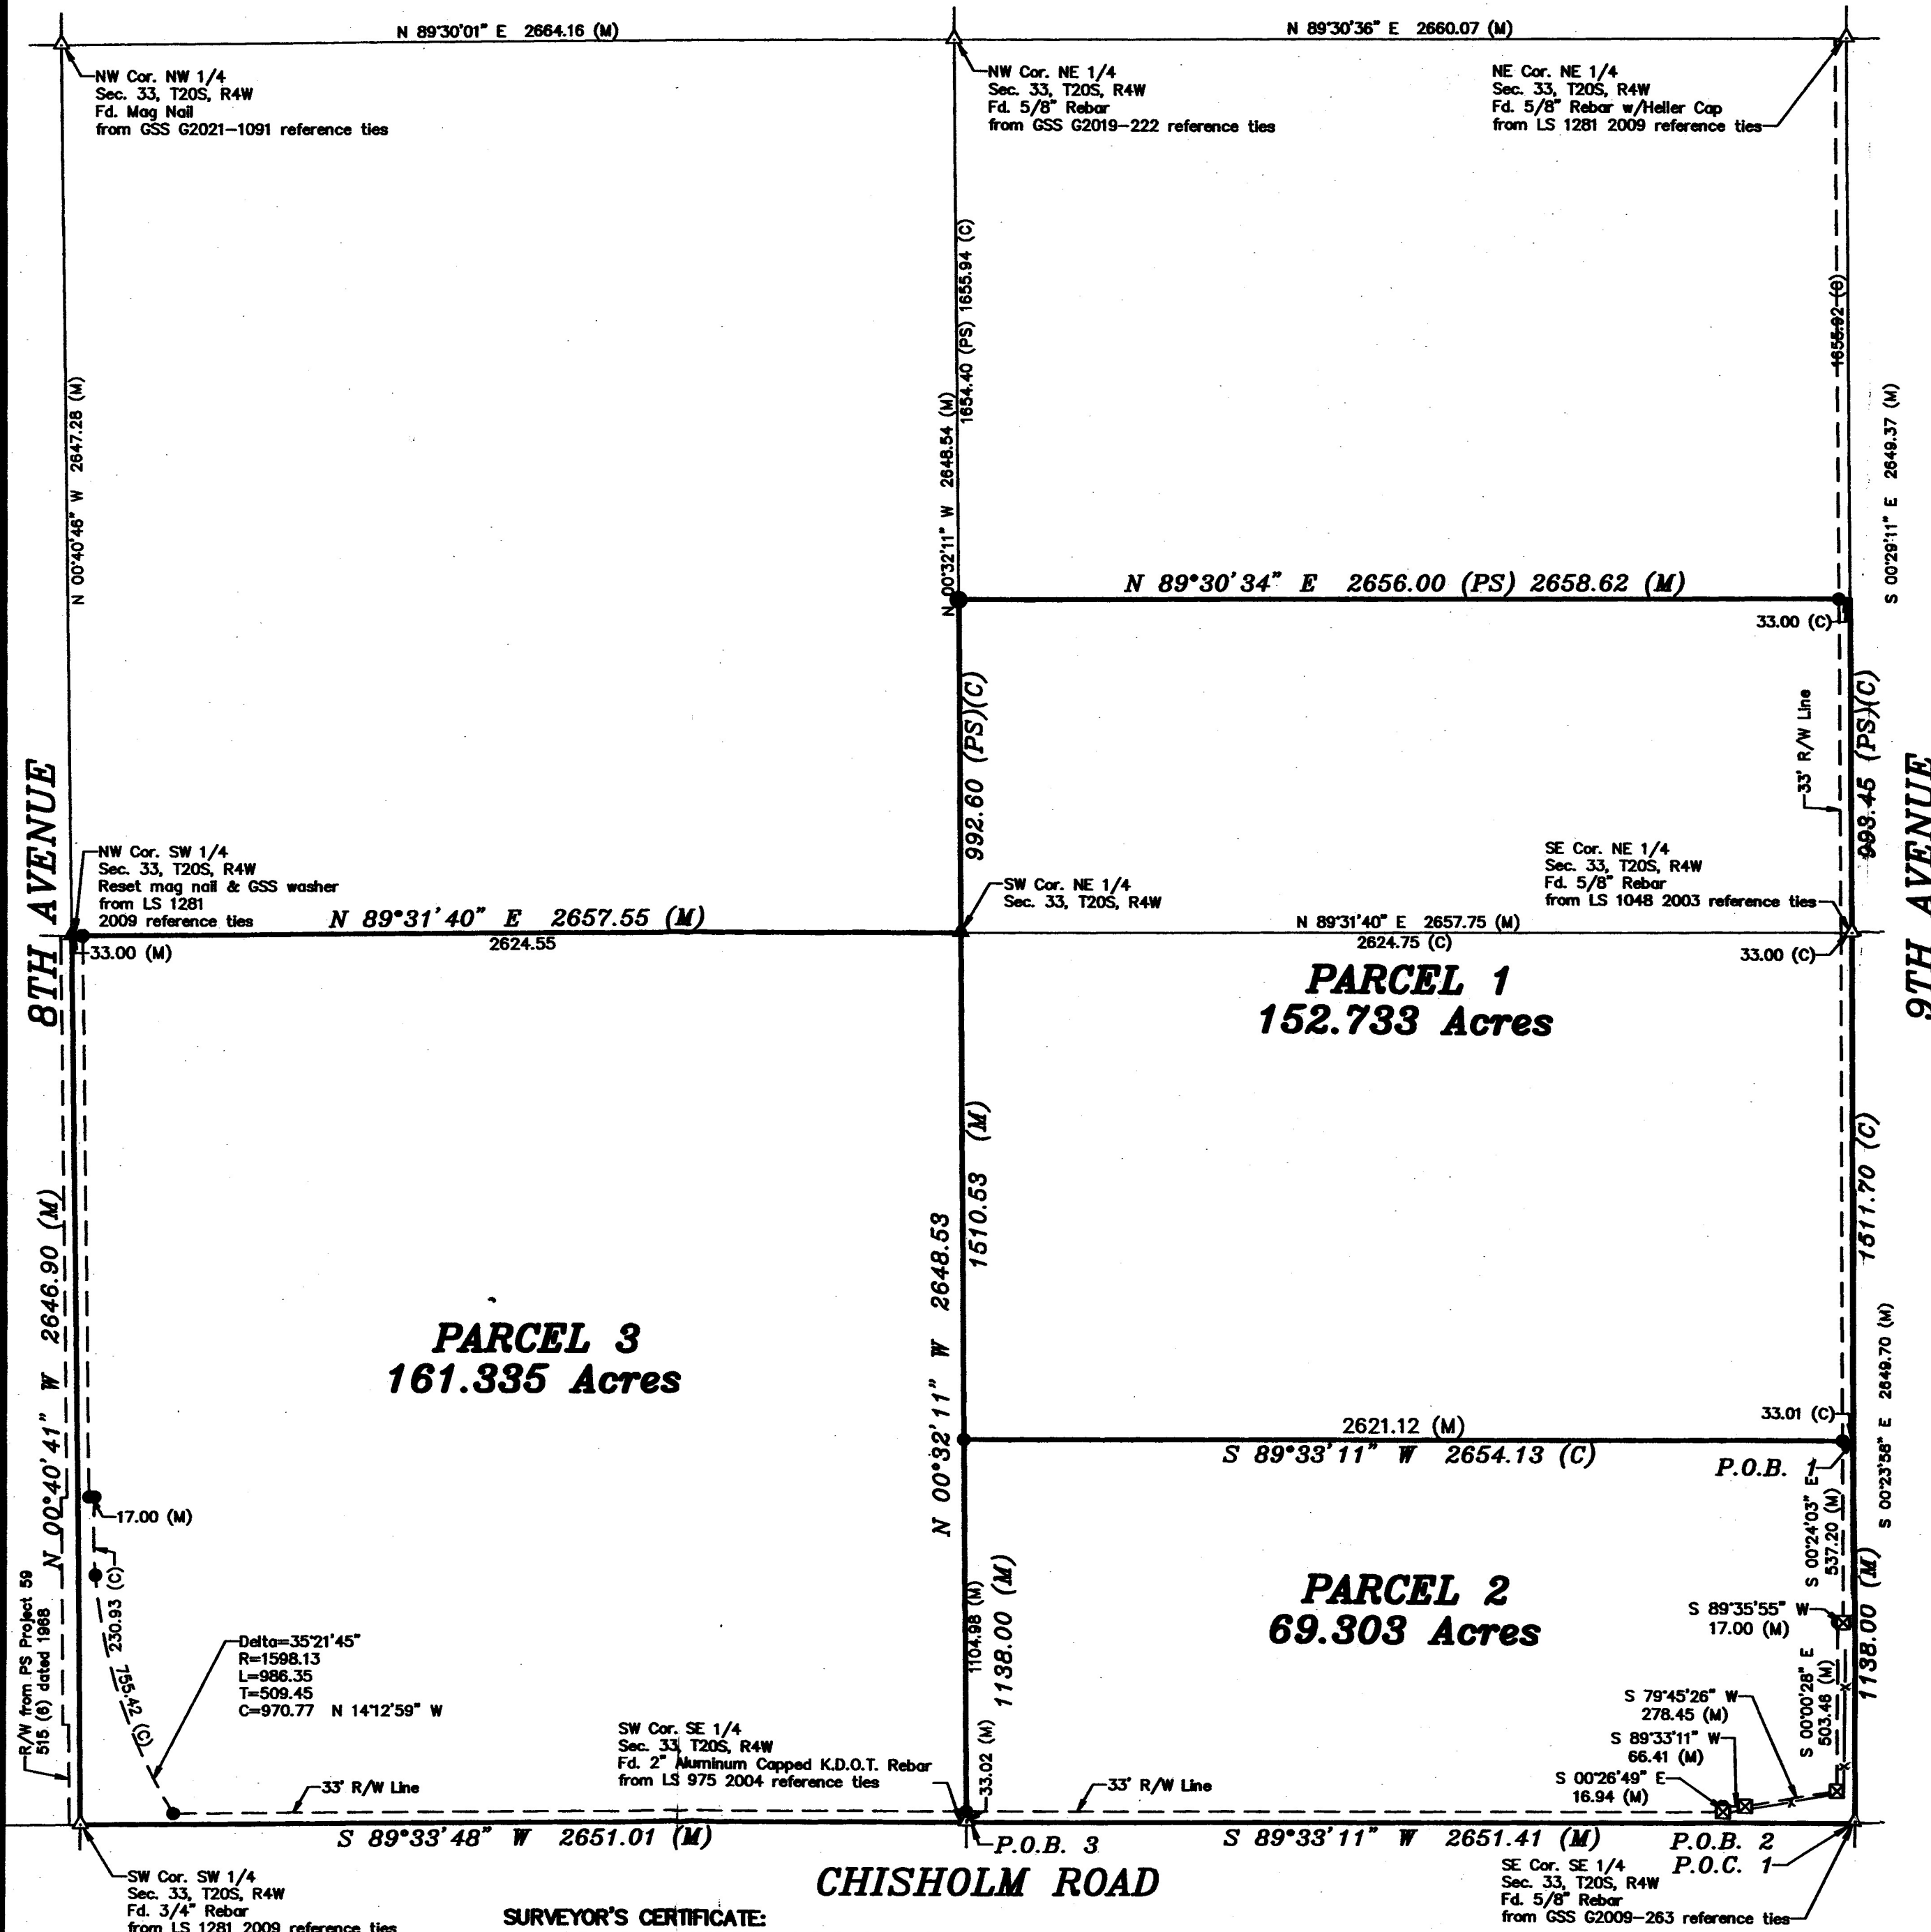 N 89°30'01" E 2664.16 (M)
N 89°30'36" E 2660.07 (M)
NW Cor. NW 1/4
Sec. 33, T20S, R4W
Fd. Mag Nail
from GSS G2021-1091 reference ties
NW Cor. NE 1/4
Sec. 33, T20S, R4W
Fd. 5/8" Rebar
from GSS G2019-222 reference ties
NE Cor. NE 1/4
Sec. 33, T20S, R4W
Fd. 5/8" Rebar w/Heller Cap
from LS 1281 2009 reference ties
N 00°40'46" W 2647.28 (M)
N 00°32'11" W 2648.54 (M)
1654.40 (PS) 1655.94 (C)
1655.92 (C)
S 00°29'11" E 2649.37 (M)
N 89°30'34" E 2656.00 (PS) 2658.62 (M)
33.00 (C)
992.60 (PS)(C)
33' R/W Line
993.45 (PS)(C)
8TH AVENUE
9TH AVENUE
NW Cor. SW 1/4
Sec. 33, T20S, R4W
Reset mag nail & GSS washer
from LS 1281
2009 reference ties
N 89°31'40" E 2657.55 (M)
2624.55
33.00 (M)
SW Cor. NE 1/4
Sec. 33, T20S, R4W
SE Cor. NE 1/4
Sec. 33, T20S, R4W
Fd. 5/8" Rebar
from LS 1048 2003 reference ties
N 89°31'40" E 2657.75 (M)
2624.75 (C)
33.00 (C)
PARCEL 1
152.733 Acres
1510.53 (M)
1511.70 (C)
N 00°40'41" W 2646.90 (M)
N 00°32'11" W 2648.53
PARCEL 3
161.335 Acres
S 00°23'58" E 2649.70 (M)
2621.12 (M)
S 89°33'11" W 2654.13 (C)
33.01 (C)
P.O.B. 1
17.00 (M)
230.93 (C)
755.42 (C)
R/W from PS Project 59
515 (6) dated 1968
Delta=35°21'45"
R=1598.13
L=986.35
T=509.45
C=970.77 N 14°12'59" W
1104.98 (M)
1138.00 (M)
PARCEL 2
69.303 Acres
S 00°24'03" E
537.20 (M)
S 89°35'55" W
17.00 (M)
1138.00 (M)
S 00°00'28" E
503.46 (M)
S 79°45'26" W
278.45 (M)
S 89°33'11" W
66.41 (M)
S 00°26'49" E
16.94 (M)
SW Cor. SE 1/4
Sec. 33, T20S, R4W
Fd. 2" Aluminum Capped K.D.O.T. Rebar
from LS 975 2004 reference ties
33.02 (M)
33' R/W Line
33' R/W Line
S 89°33'48" W 2651.01 (M)
P.O.B. 3
S 89°33'11" W 2651.41 (M)
P.O.B. 2
P.O.C. 1
CHISHOLM ROAD
SW Cor. SW 1/4
Sec. 33, T20S, R4W
Fd. 3/4" Rebar
from LS 1281 2009 reference ties
SE Cor. SE 1/4
Sec. 33, T20S, R4W
Fd. 5/8" Rebar
from GSS G2009-263 reference ties
SURVEYOR'S CERTIFICATE: